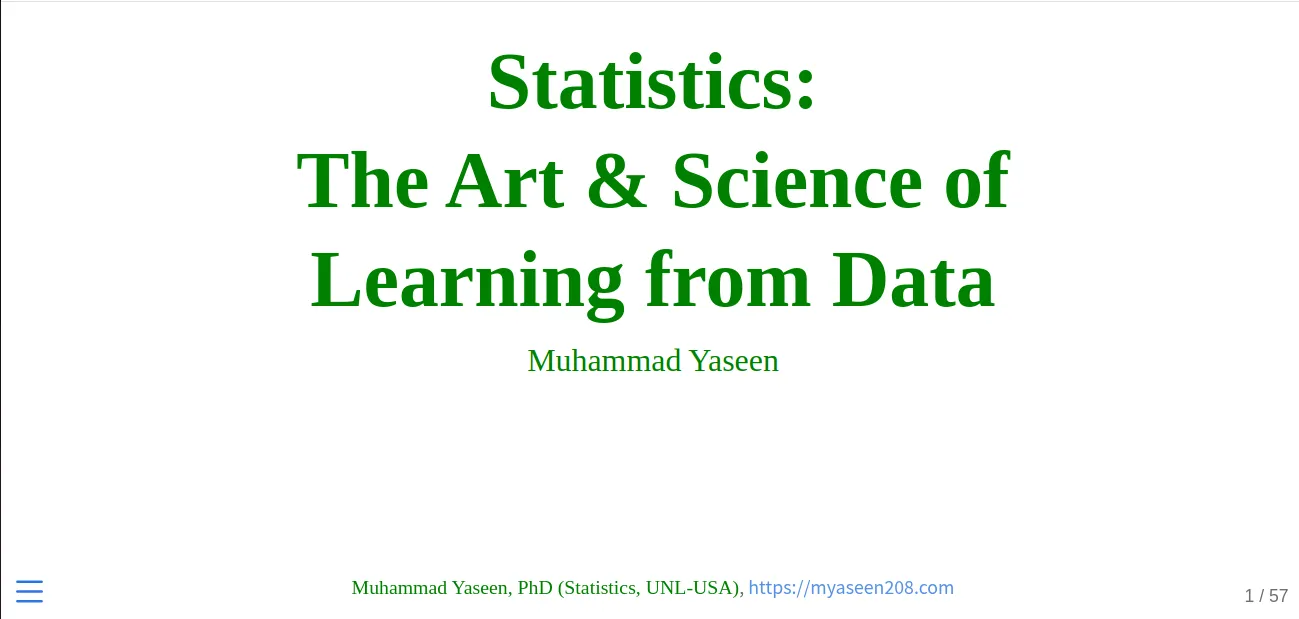 Statistics:
The Art & Science of
Learning from Data
Muhammad Yaseen
Muhammad Yaseen, PhD (Statistics, UNL-USA), https://myaseen208.com
1 / 57